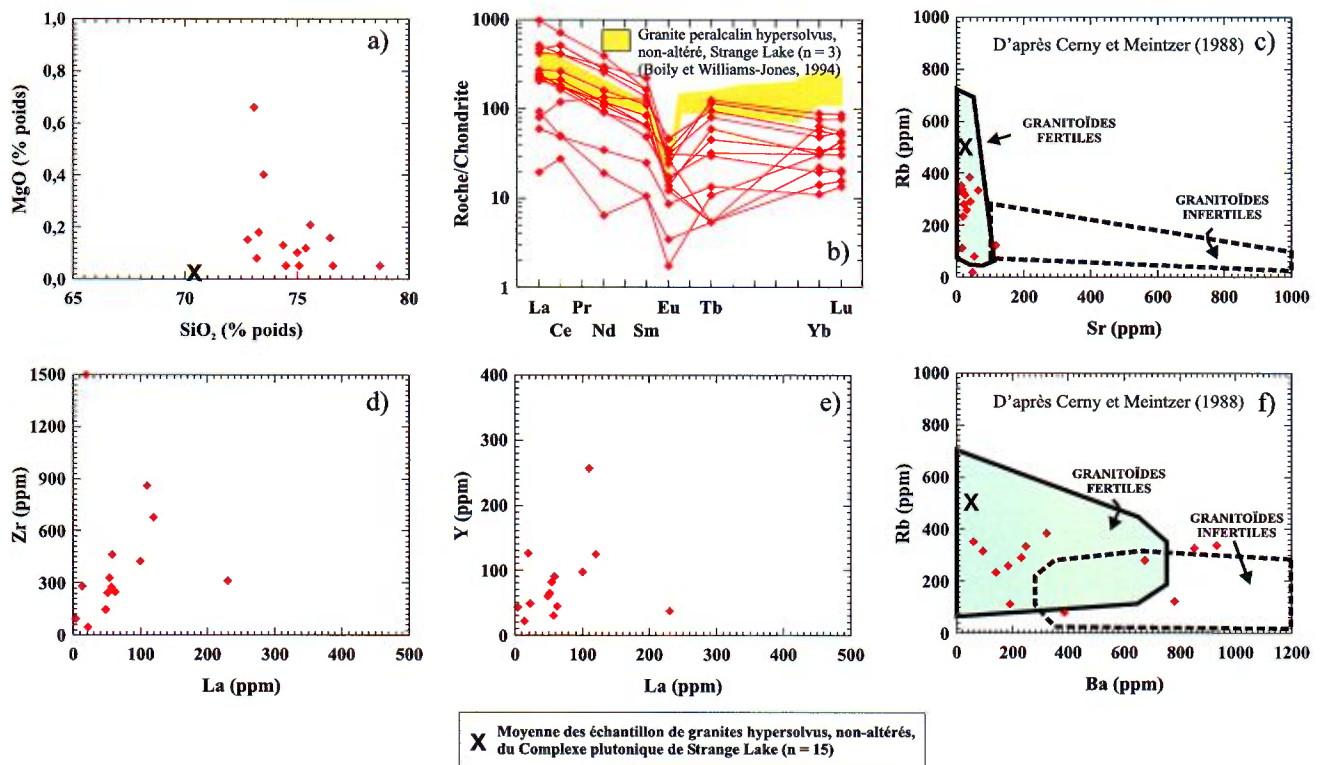 a)
MgO (% poids)
1,0
0,8
0,6
0,4
0,2
0,0
65
70
75
80
X
SiO₂ (% poids)
b)
Roche/Chondrite
1000
100
10
1
Granite peralcalin hypersolvus,
non-altéré, Strange Lake (n = 3)
(Boily et Williams-Jones, 1994)
La
Pr
Eu
Tb
Lu
Ce
Nd
Sm
Yb
c)
D'après Cerny et Meintzer (1988)
Rb (ppm)
1000
800
600
400
200
0
GRANITOÏDES
FERTILES
X
GRANITOÏDES
INFERTILES
0
200
400
600
800
1000
Sr (ppm)
d)
Zr (ppm)
1500
1200
900
600
300
0
0
100
200
300
400
500
La (ppm)
e)
Y (ppm)
400
300
200
100
0
0
100
200
300
400
500
La (ppm)
f)
D'après Cerny et Meintzer (1988)
Rb (ppm)
1000
800
600
400
200
0
GRANITOÏDES
FERTILES
X
GRANITOÏDES
INFERTILES
0
200
400
600
800
1000
1200
Ba (ppm)
X Moyenne des échantillon de granites hypersolvus, non-altérés,
du Complexe plutonique de Strange Lake (n = 15)